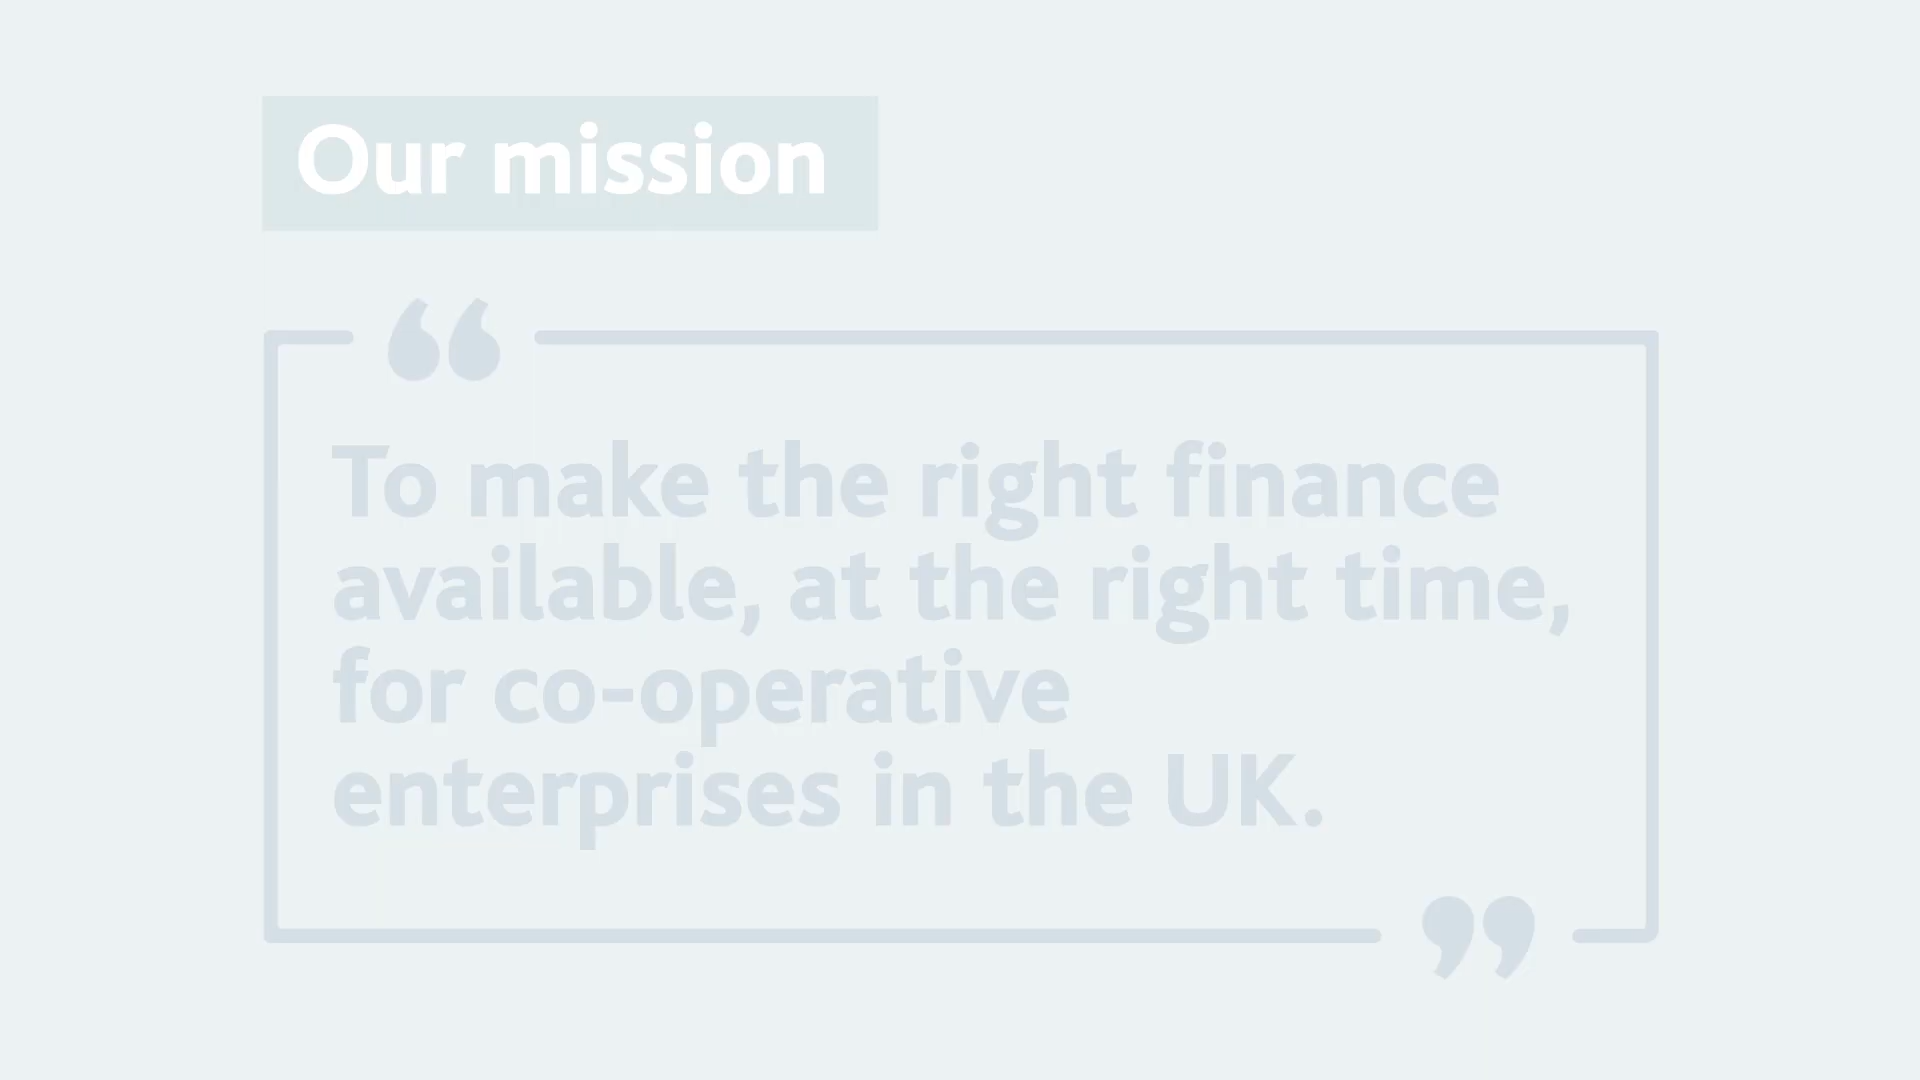 Our mission
“
To make the right finance
available, at the right time,
for co-operative
enterprises in the UK.
”